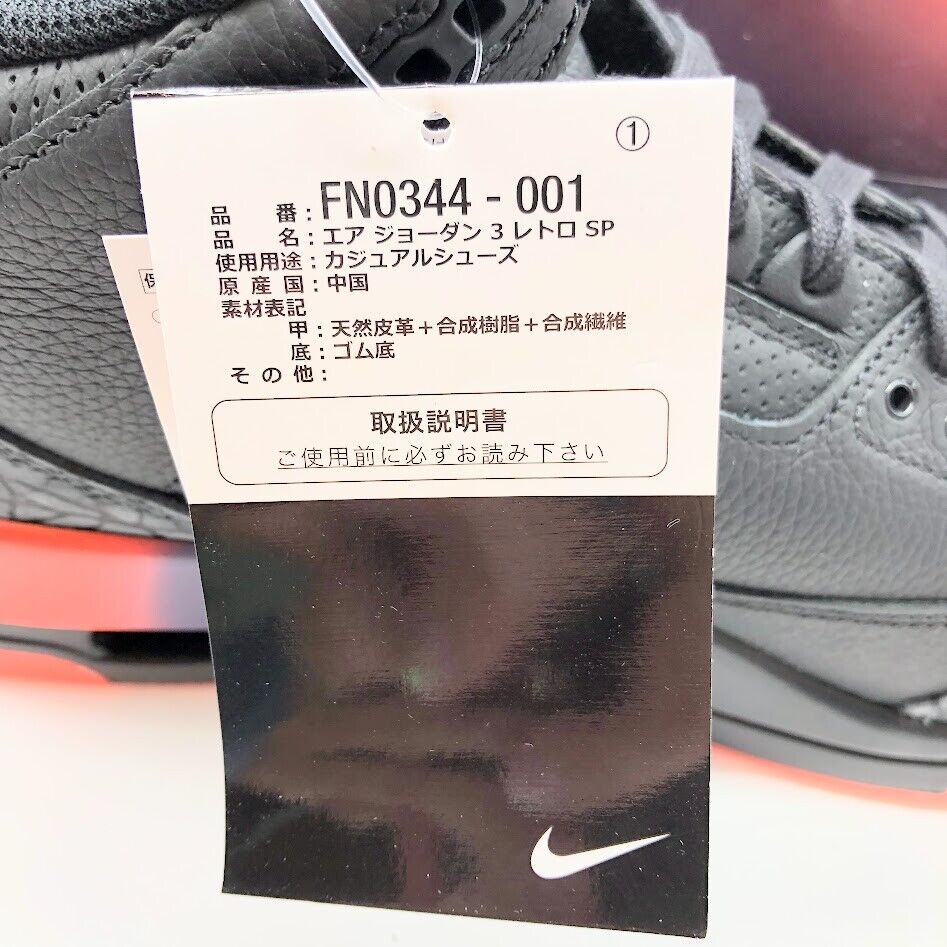 ①
品 番：FN0344 - 001
品 名：エア ジョーダン 3 レトロ SP
使用用途：カジュアルシューズ
原 産 国：中国
素材表記
甲：天然皮革＋合成樹脂＋合成繊維
底：ゴム底
そ の 他：
取扱説明書
ご使用前に必ずお読み下さい
保